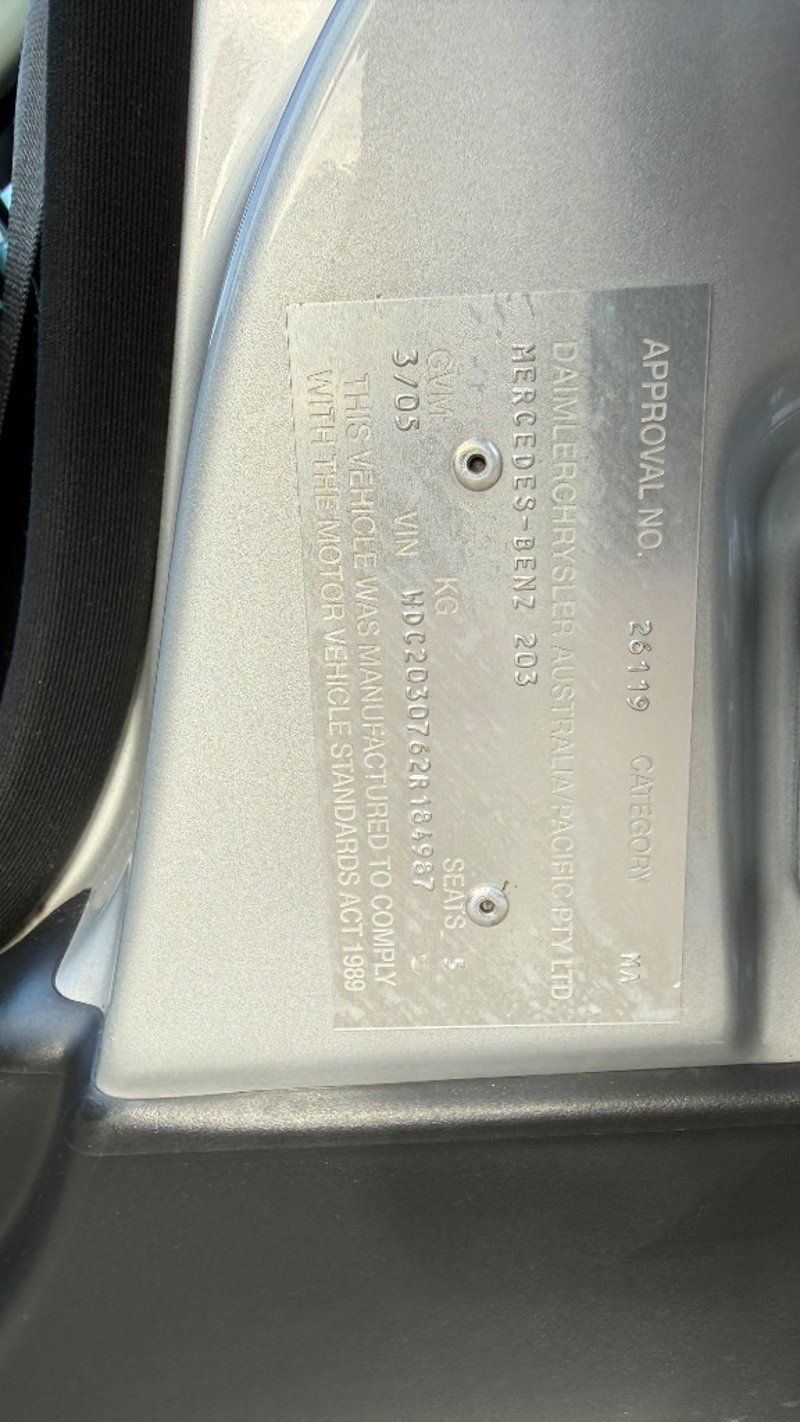 APPROVAL NO. 26119 CATEGORY MA
DAIMLERCHRYSLER AUSTRALIA/PACIFIC PTY LTD
MERCEDES-BENZ 203
GVM KG SEATS 5
3/05 VIN WDC2030762R184987
THIS VEHICLE WAS MANUFACTURED TO COMPLY
WITH THE MOTOR VEHICLE STANDARDS ACT 1989